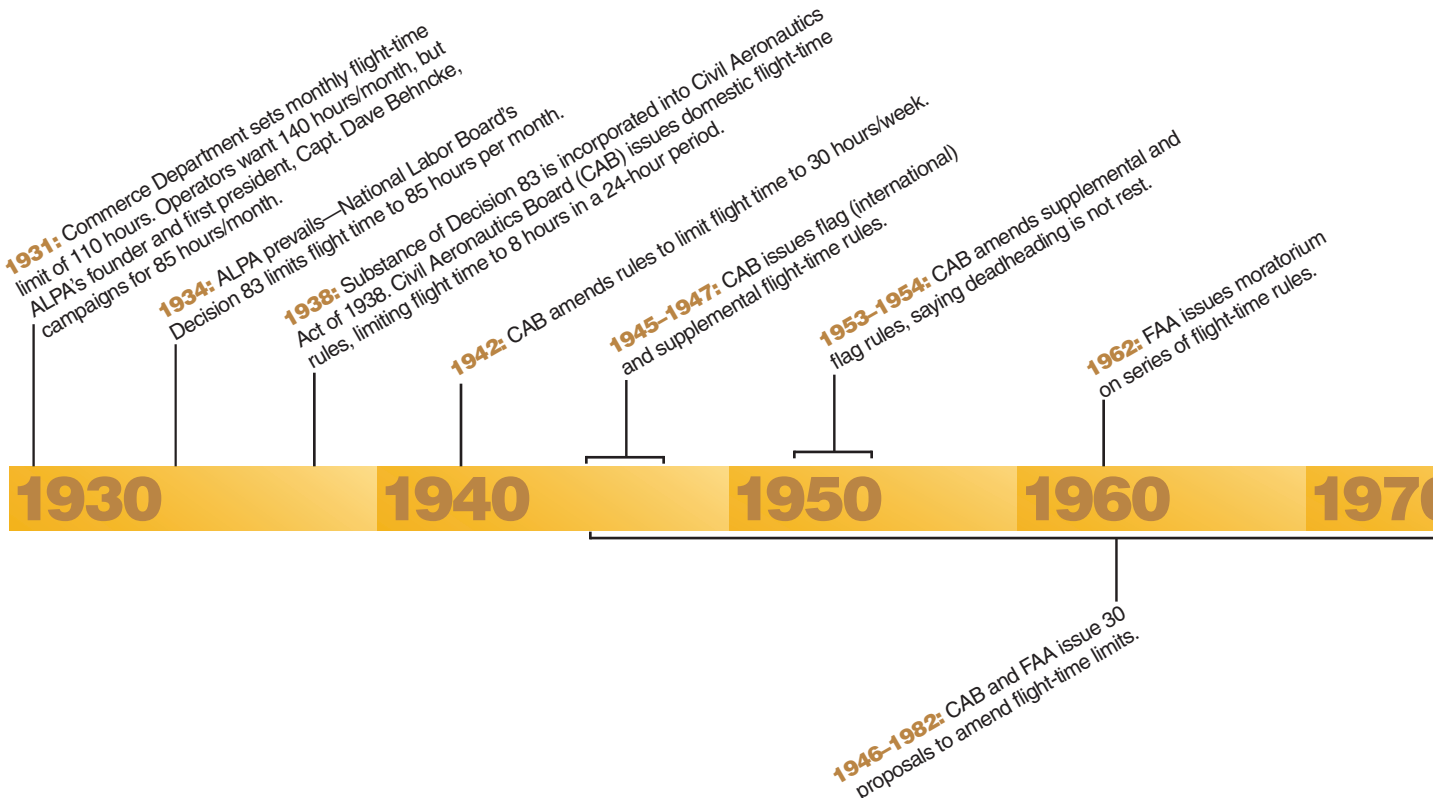 1931: Commerce Department sets monthly flight-time
limit of 110 hours. Operators want 140 hours/month, but
ALPA's founder and first president, Capt. Dave Behncke,
campaigns for 85 hours/month.
1934: ALPA prevails—National Labor Board's
Decision 83 limits flight time to 85 hours per month.
1938: Substance of Decision 83 is incorporated into Civil Aeronautics
Act of 1938. Civil Aeronautics Board (CAB) issues domestic flight-time
rules, limiting flight time to 8 hours in a 24-hour period.
1942: CAB amends rules to limit flight time to 30 hours/week.
1945–1947: CAB issues flag (international)
and supplemental flight-time rules.
1953–1954: CAB amends supplemental and
flag rules, saying deadheading is not rest.
1962: FAA issues moratorium
on series of flight-time rules.
1930
1940
1950
1960
1970
1946–1982: CAB and FAA issue 30
proposals to amend flight-time limits.